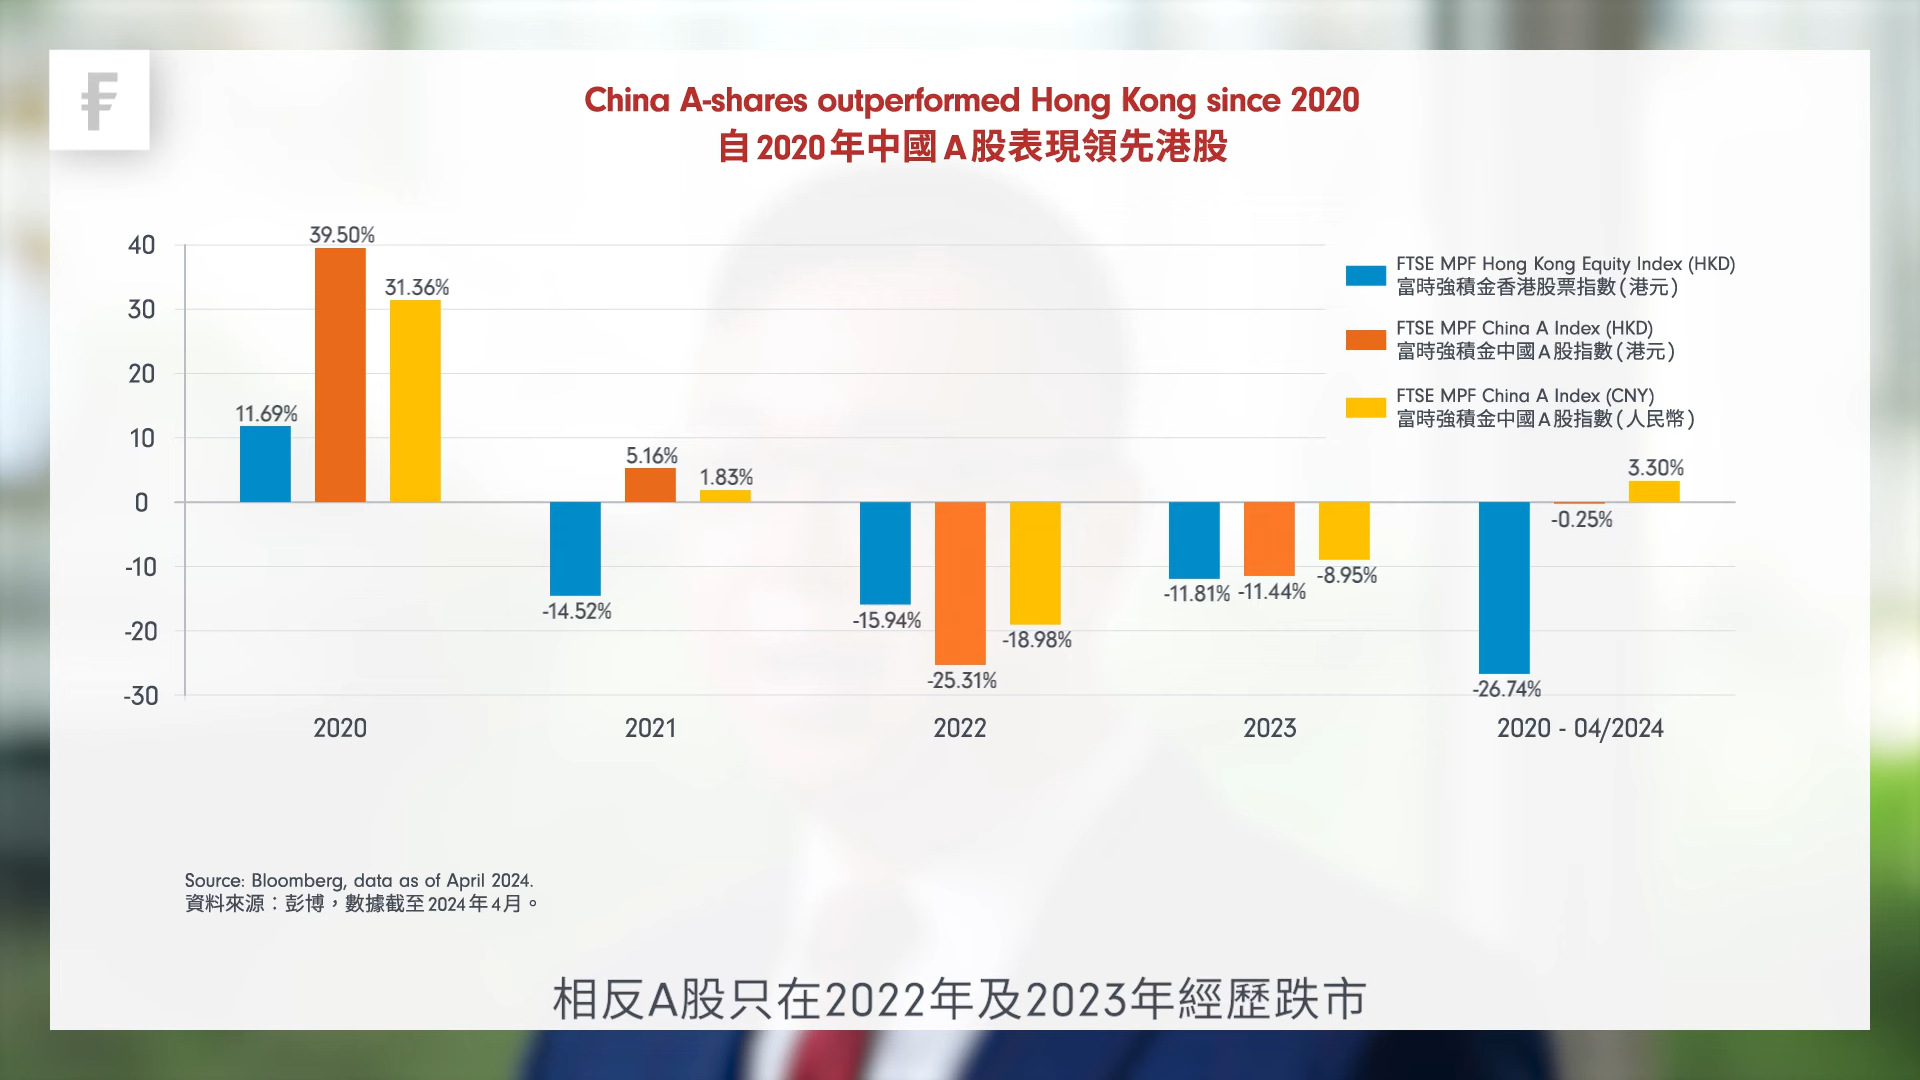 China A-shares outperformed Hong Kong since 2020
自2020年中國A股表現領先港股
FTSE MPF Hong Kong Equity Index (HKD)
富時強積金香港股票指數(港元)
FTSE MPF China A Index (HKD)
富時強積金中國A股指數(港元)
FTSE MPF China A Index (CNY)
富時強積金中國A股指數(人民幣)
40
30
20
10
0
-10
-20
-30
11.69%
39.50%
31.36%
-14.52%
5.16%
1.83%
-15.94%
-25.31%
-18.98%
-11.81%
-11.44%
-8.95%
-26.74%
-0.25%
3.30%
2020
2021
2022
2023
2020 - 04/2024
Source: Bloomberg, data as of April 2024.
資料來源：彭博，數據截至2024年4月。
相反A股只在2022年及2023年經歷跌市